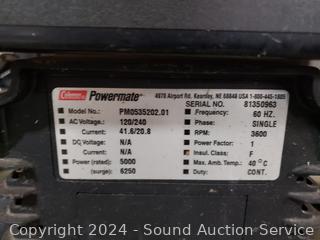 Coleman Powermate® 4970 Airport Rd. Kearney, NE 68848 USA 1-800-445-1805
SERIAL NO. 81350963
Model No.: PM0535202.01
AC Voltage: 120/240
Current: 41.6/20.8
DC Voltage: N/A
Current: N/A
Power (rated): 5000
(surge): 6250
Frequency: 60 HZ.
Phase: SINGLE
RPM: 3600
Power Factor: 1
Insul. Class: F
Max. Amb. Temp.: 40°C
Duty: CONT.
Copyright 2024 - Sound Auction Service